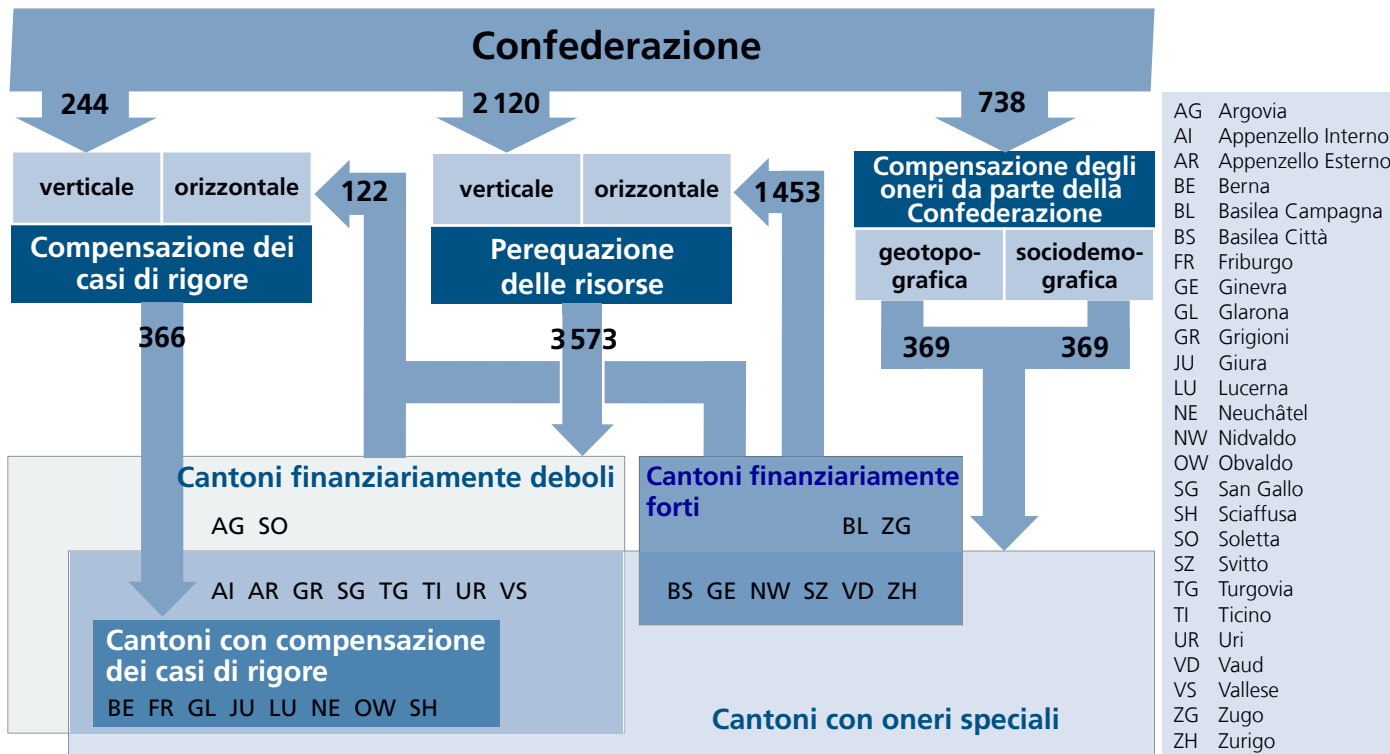 Confederazione
244
2 120
738
verticale
orizzontale
122
verticale
orizzontale
1 453
Compensazione degli
oneri da parte della
Confederazione
Compensazione dei
casi di rigore
Perequazione
delle risorse
geotopo-
grafica
sociodemo-
grafica
366
3 573
369
369
Cantoni finanziariamente deboli
AG SO
Cantoni finanziariamente
forti
BL ZG
AI AR GR SG TG TI UR VS
BS GE NW SZ VD ZH
Cantoni con compensazione
dei casi di rigore
BE FR GL JU LU NE OW SH
Cantoni con oneri speciali
AG Argovia
AI Appenzello Interno
AR Appenzello Esterno
BE Berna
BL Basilea Campagna
BS Basilea Città
FR Friburgo
GE Ginevra
GL Glarona
GR Grigioni
JU Giura
LU Lucerna
NE Neuchâtel
NW Nidvaldo
OW Obvaldo
SG San Gallo
SH Sciaffusa
SO Soletta
SZ Svitto
TG Turgovia
TI Ticino
UR Uri
VD Vaud
VS Vallese
ZG Zugo
ZH Zurigo